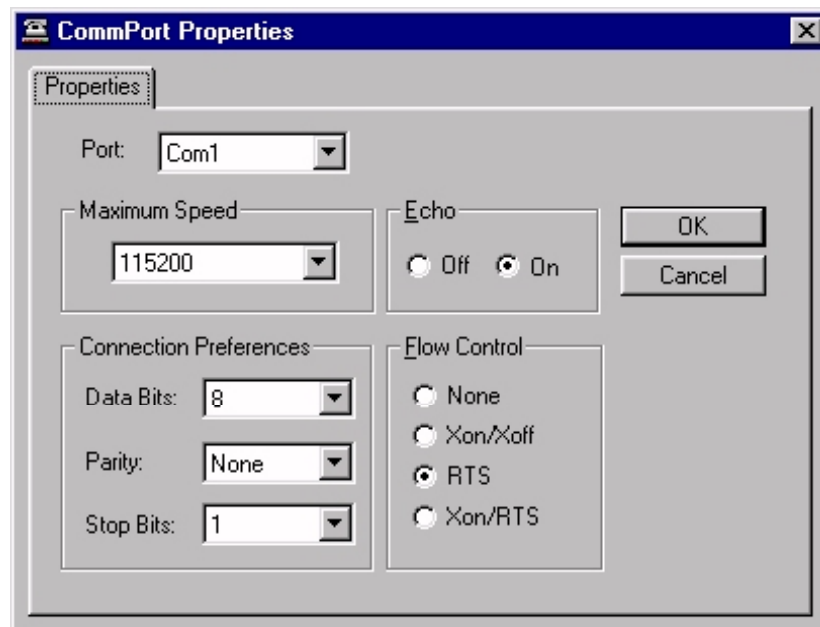 CommPort Properties
Properties
Port: Com1
Maximum Speed
115200
Echo
Off On
OK
Cancel
Connection Preferences
Data Bits: 8
Parity: None
Stop Bits: 1
Flow Control
None
Xon/Xoff
RTS
Xon/RTS